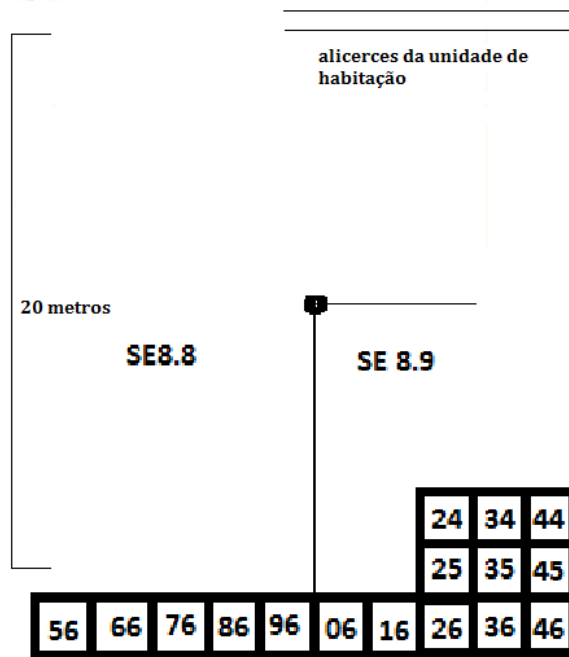 alicerces da unidade de
habitação
20 metros
SE8.8
SE 8.9
24 34 44
25 35 45
56 66 76 86 96 06 16 26 36 46